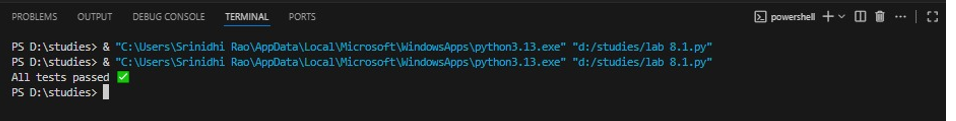 PROBLEMS OUTPUT DEBUG CONSOLE TERMINAL PORTS powershell
PS D:\studies> & "C:\Users\Srinidhi Rao\AppData\Local\Microsoft\WindowsApps\python3.13.exe" "d:/studies/lab 8.1.py"
PS D:\studies> & "C:\Users\Srinidhi Rao\AppData\Local\Microsoft\WindowsApps\python3.13.exe" "d:/studies/lab 8.1.py"
All tests passed ✅
PS D:\studies>